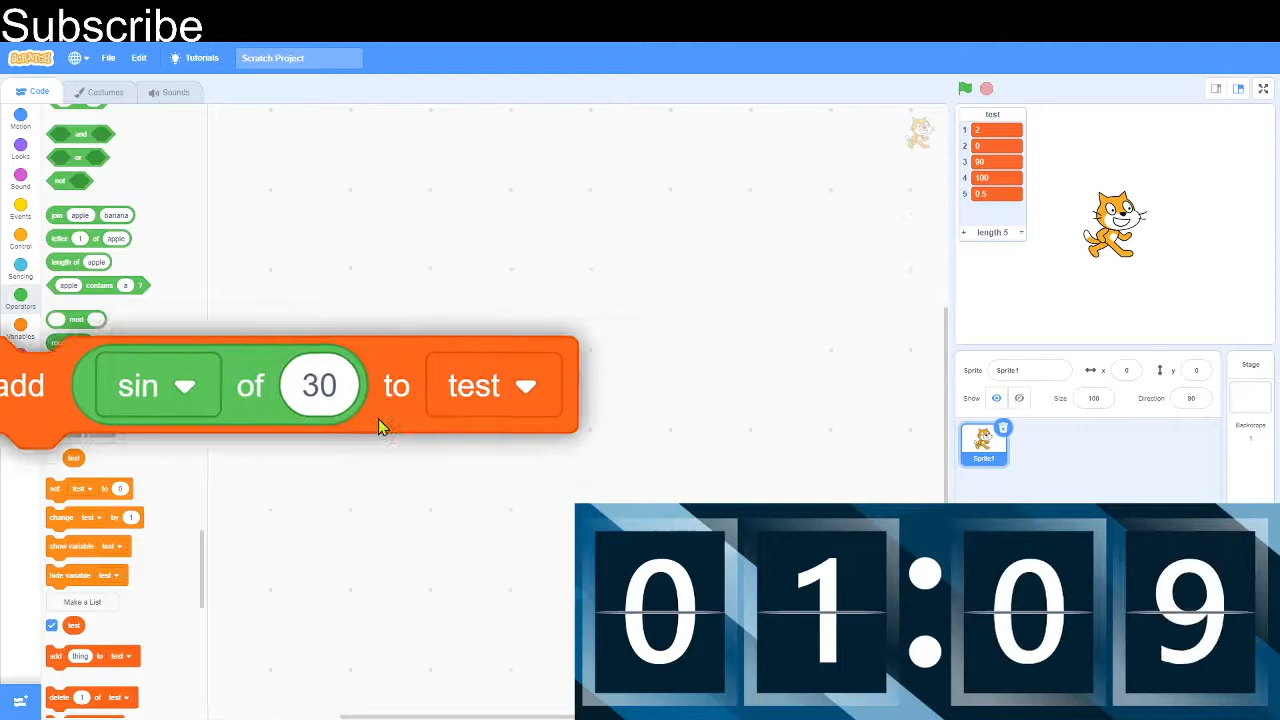 Subscribe
SCRATCH File Edit Tutorials Scratch Project
Code Costumes Sounds
Motion
Looks
Sound
Events
Control
Sensing
Operators
Variables
and
or
not
join apple banana
letter 1 of apple
length of apple
apple contains a ?
mod
add sin of 30 to test
test
set test to 0
change test by 1
show variable test
hide variable test
Make a List
test
add thing to test
delete 1 of test
test
1 2
2 0
3 90
4 100
5 0.5
+ length 5 =
Sprite Sprite1 x 0 y 0
Show Size 100 Direction 90
Sprite1
Stage
Backdrops
1
01:09